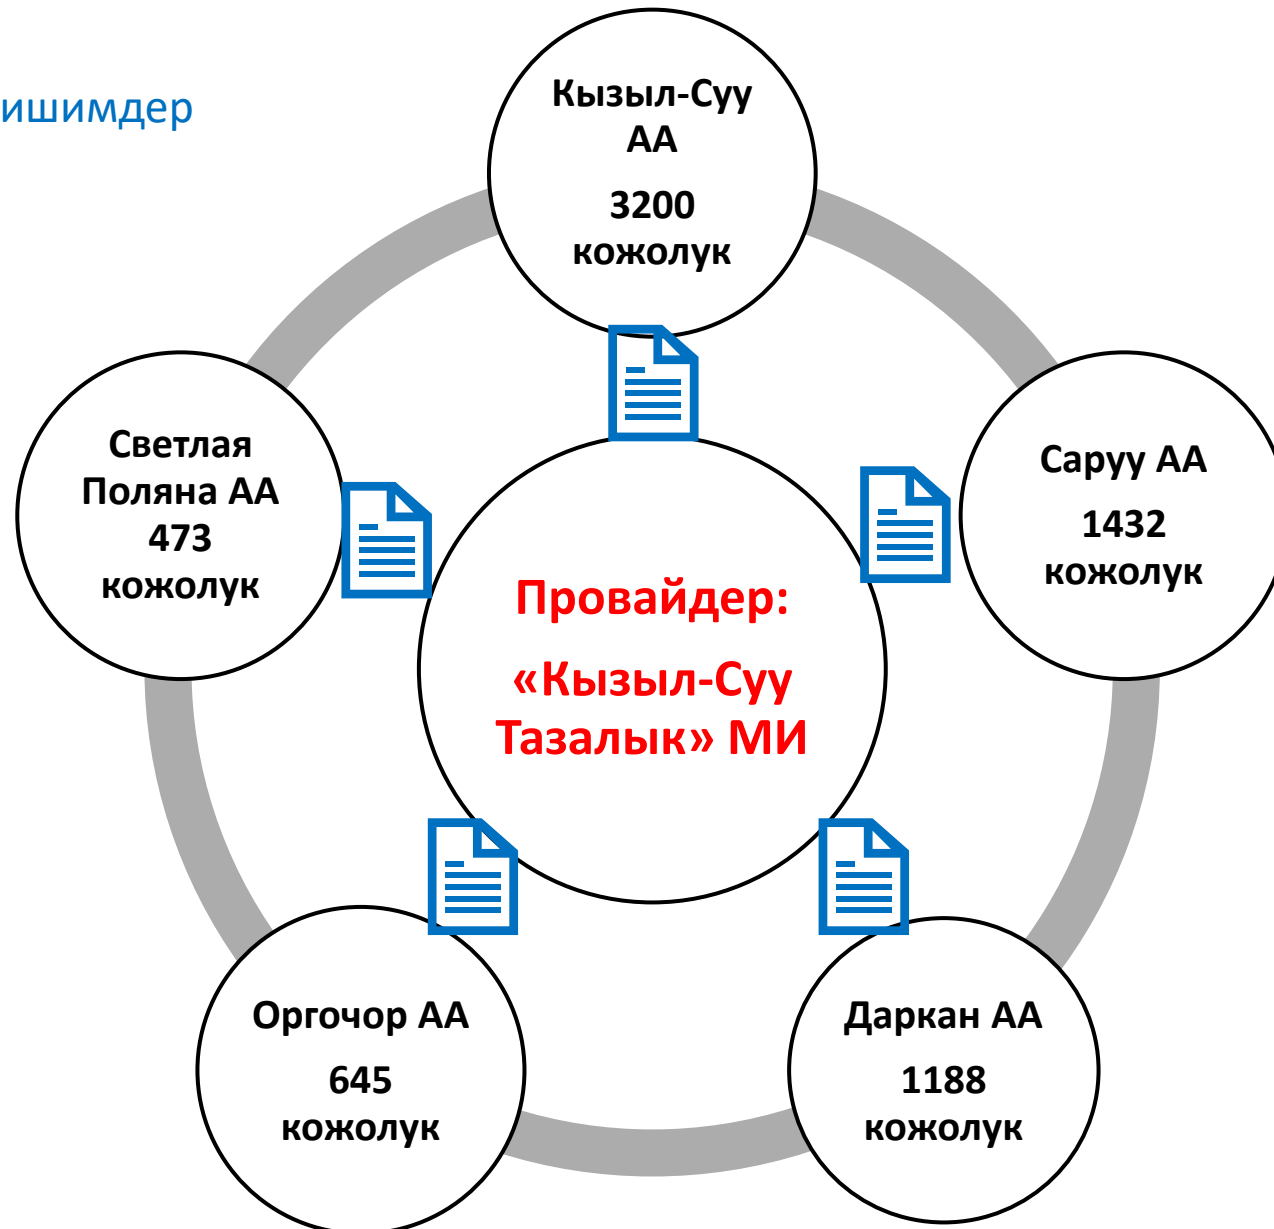 ишимдер
Кызыл-Суу
АА
3200
кожолук
Светлая
Поляна АА
473
кожолук
Саруу АА
1432
кожолук
Провайдер:
«Кызыл-Суу
Тазалык» МИ
Оргочор АА
645
кожолук
Даркан АА
1188
кожолук